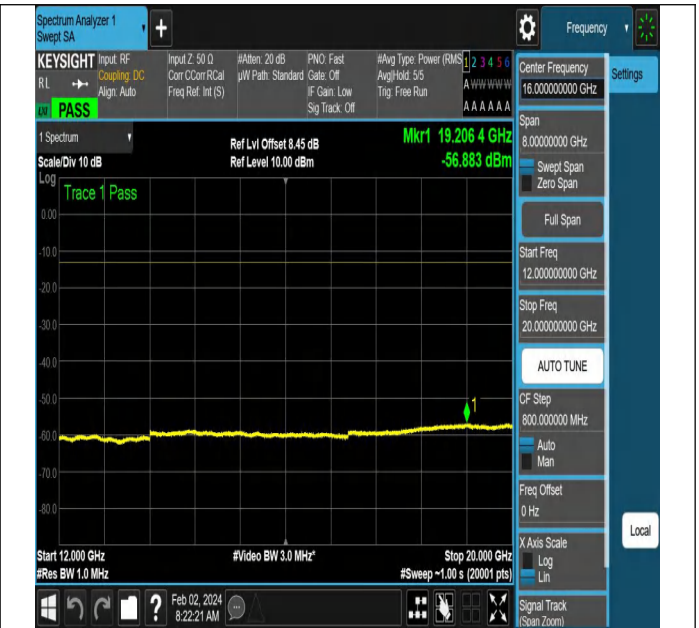 Spectrum Analyzer 1
Swept SA
Frequency
KEYSIGHT
RL
PASS
Input: RF
Coupling: DC
Align: Auto
Input Z: 50 Ω
Corr CCorr RCal
Freq Ref: Int (S)
#Atten: 20 dB
µW Path: Standard
PNO: Fast
Gate: Off
IF Gain: Low
Sig Track: Off
#Avg Type: Power (RMS
Avg|Hold: 5/5
Trig: Free Run
1 2 3 4 5 6
A W W W W W
A A A A A A
1 Spectrum
Scale/Div 10 dB
Ref Lvl Offset 8.45 dB
Ref Level 10.00 dBm
Mkr1 19.206 4 GHz
-56.883 dBm
Log
Trace 1 Pass
0.00
-10.0
-20.0
-30.0
-40.0
-50.0
-60.0
-70.0
-80.0
1
Start 12.000 GHz
#Res BW 1.0 MHz
#Video BW 3.0 MHz*
Stop 20.000 GHz
#Sweep ~1.00 s (20001 pts)
Feb 02, 2024
8:22:21 AM
Center Frequency
16.000000000 GHz
Settings
Span
8.00000000 GHz
Swept Span
Zero Span
Full Span
Start Freq
12.000000000 GHz
Stop Freq
20.000000000 GHz
AUTO TUNE
CF Step
800.000000 MHz
Auto
Man
Freq Offset
0 Hz
X Axis Scale
Log
Lin
Local
Signal Track
(Span Zoom)